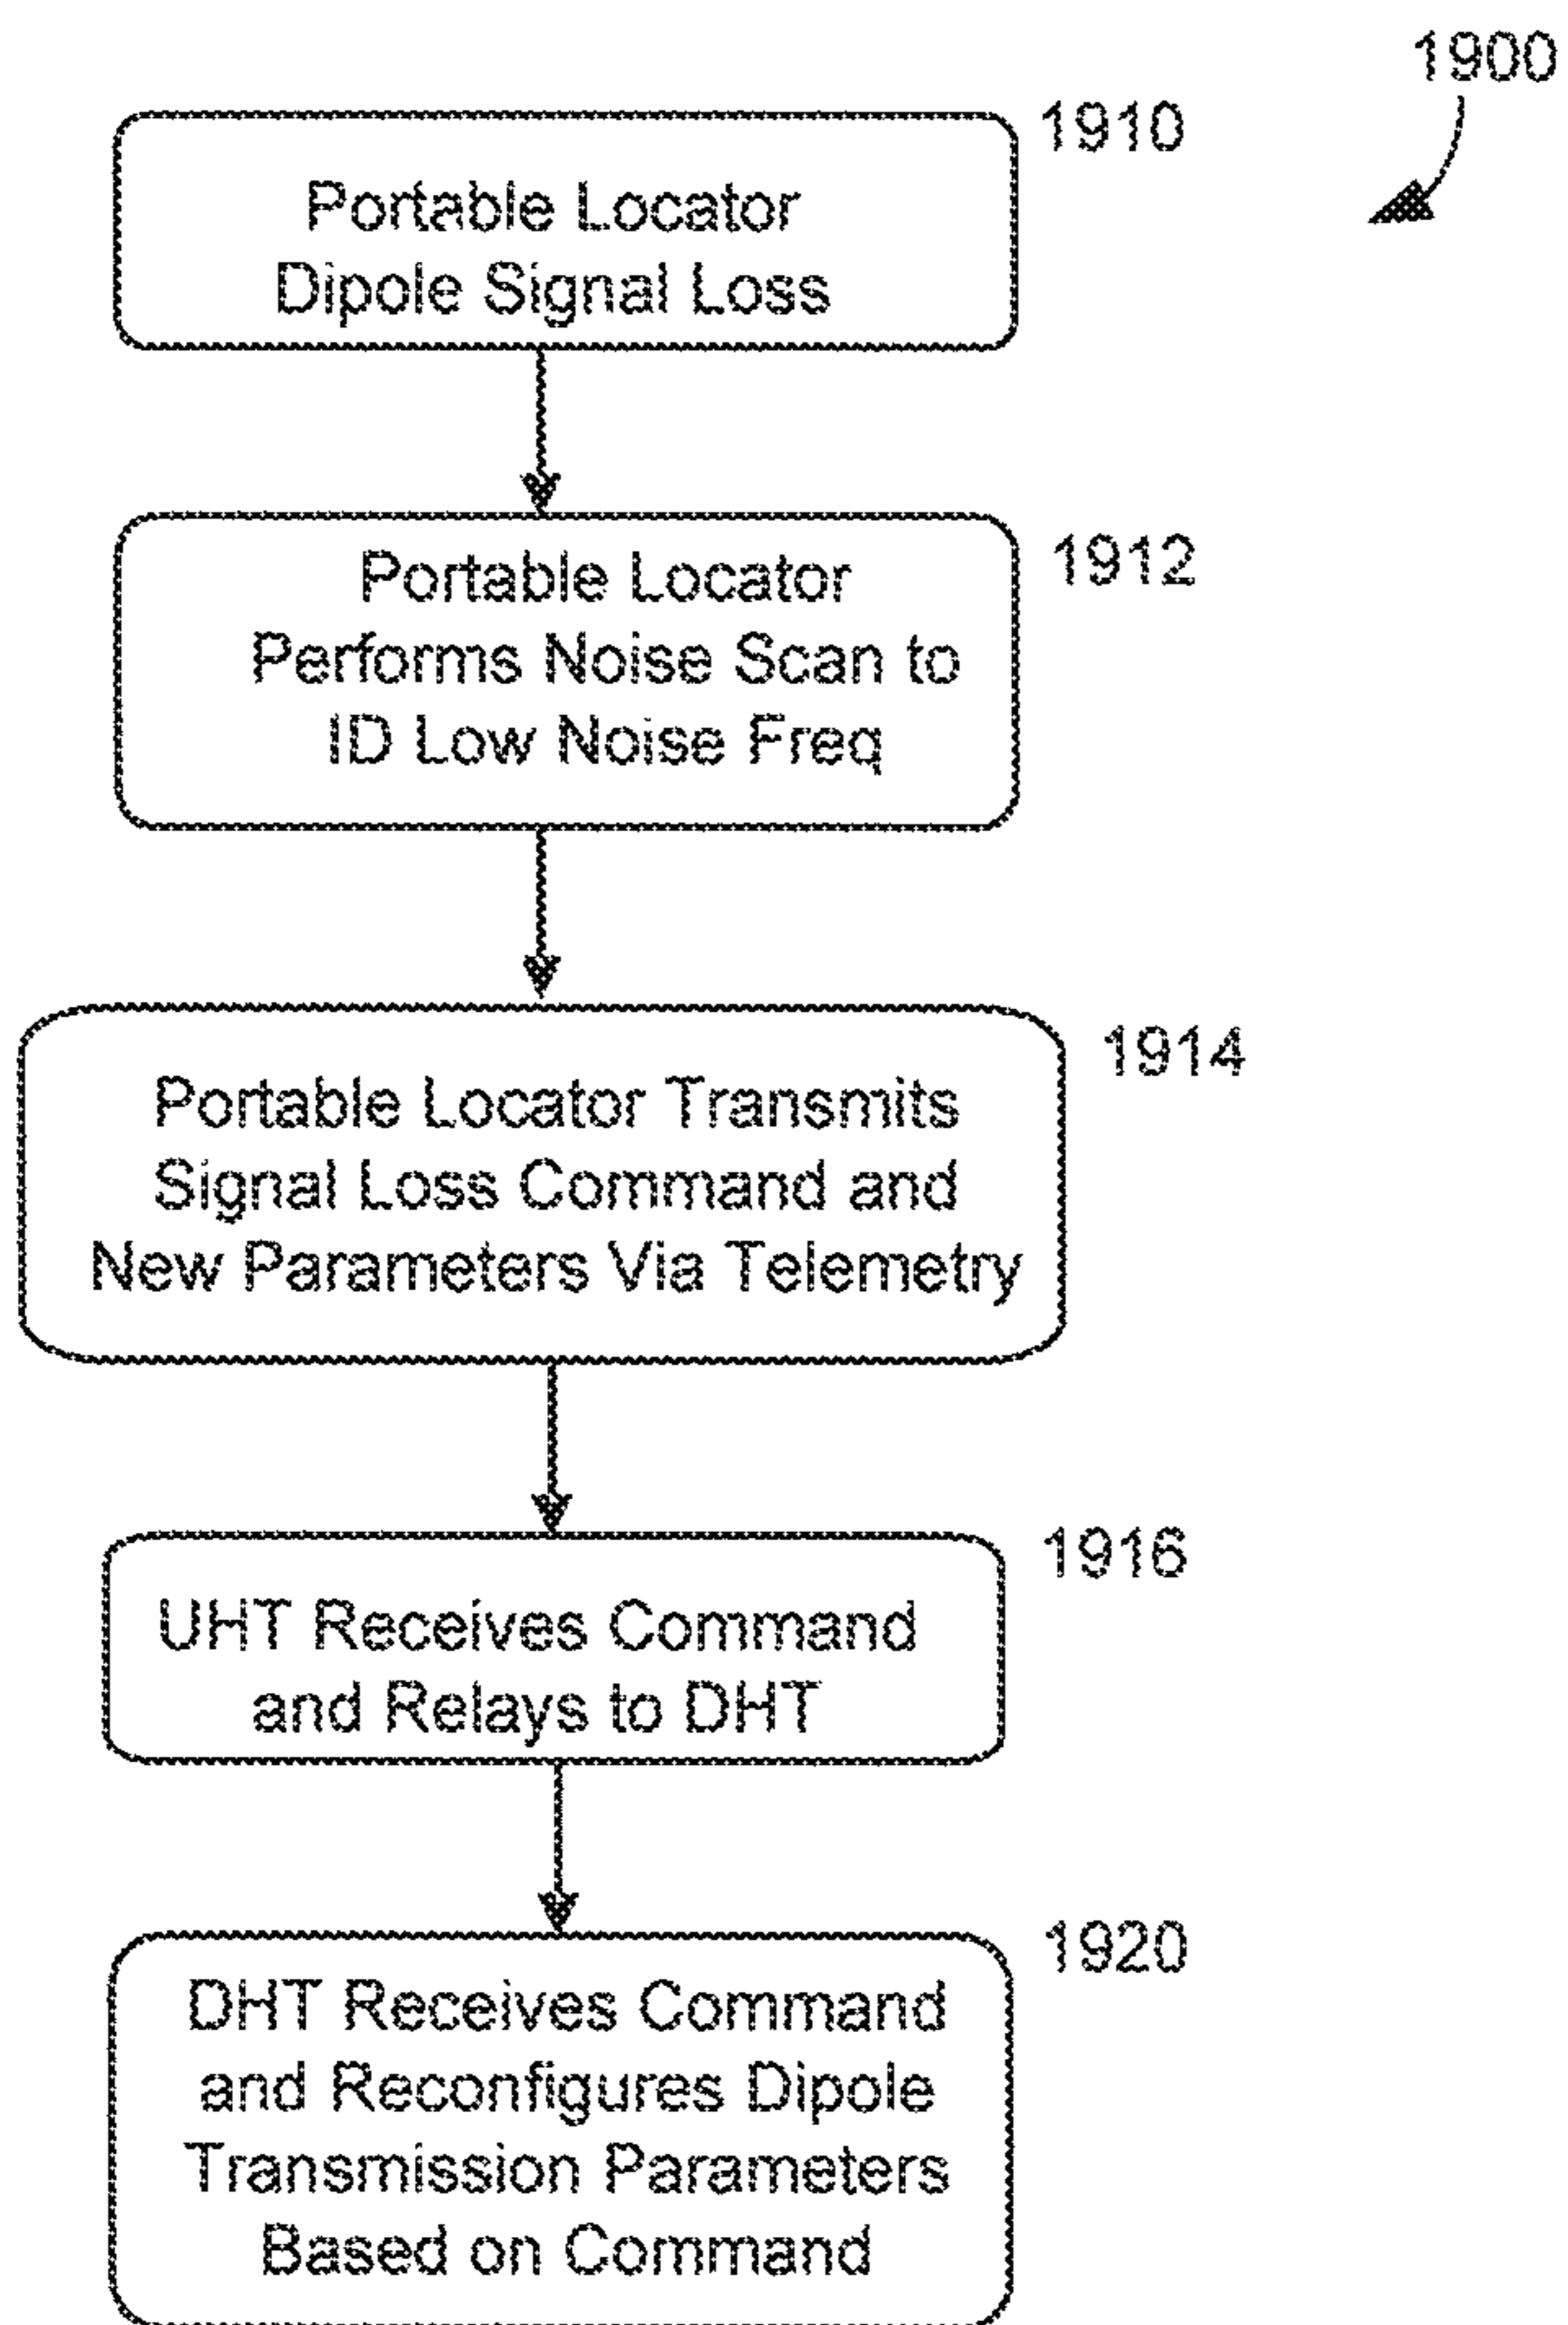 1900
1910
Portable Locator
Dipole Signal Loss
1912
Portable Locator
Performs Noise Scan to
ID Low Noise Freq
1914
Portable Locator Transmits
Signal Loss Command and
New Parameters Via Telemetry
1916
UHT Receives Command
and Relays to DHT
1920
DHT Receives Command
and Reconfigures Dipole
Transmission Parameters
Based on Command